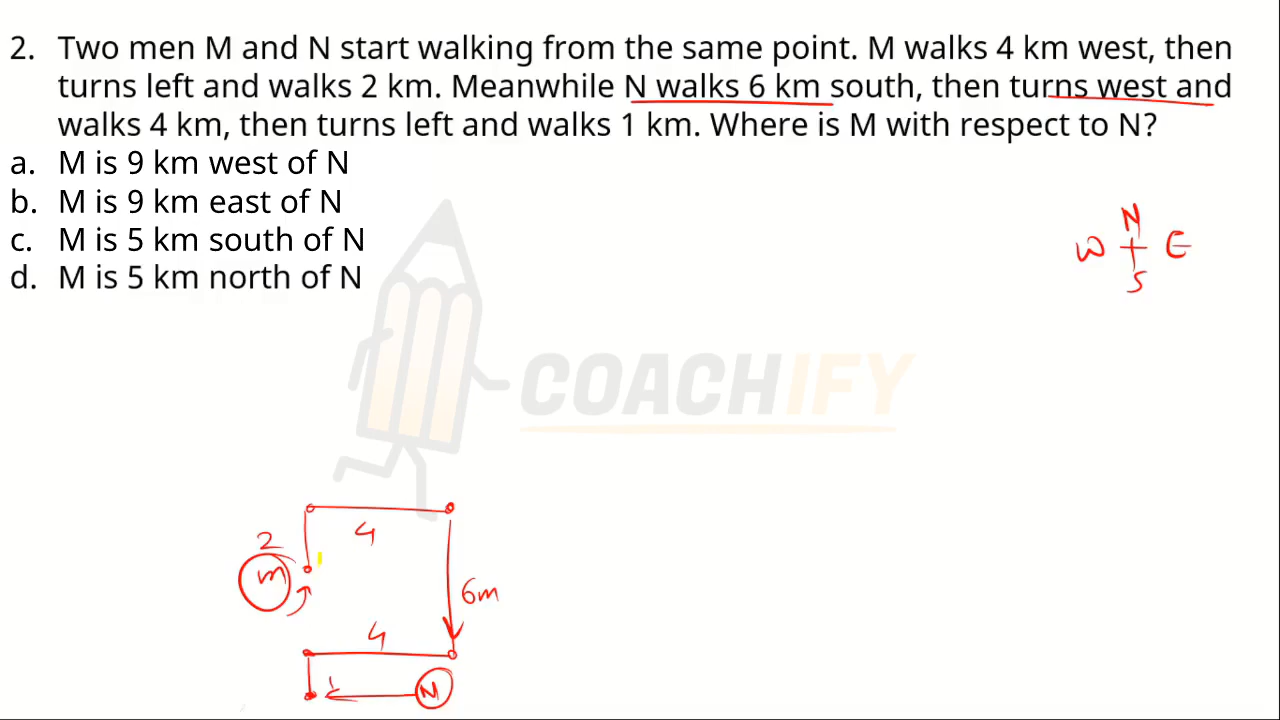 2. Two men M and N start walking from the same point. M walks 4 km west, then
turns left and walks 2 km. Meanwhile N walks 6 km south, then turns west and
walks 4 km, then turns left and walks 1 km. Where is M with respect to N?
a. M is 9 km west of N
b. M is 9 km east of N
c. M is 5 km south of N
d. M is 5 km north of N
N
W E
S
COACHIFY
4
2
m
6m
4
1
N